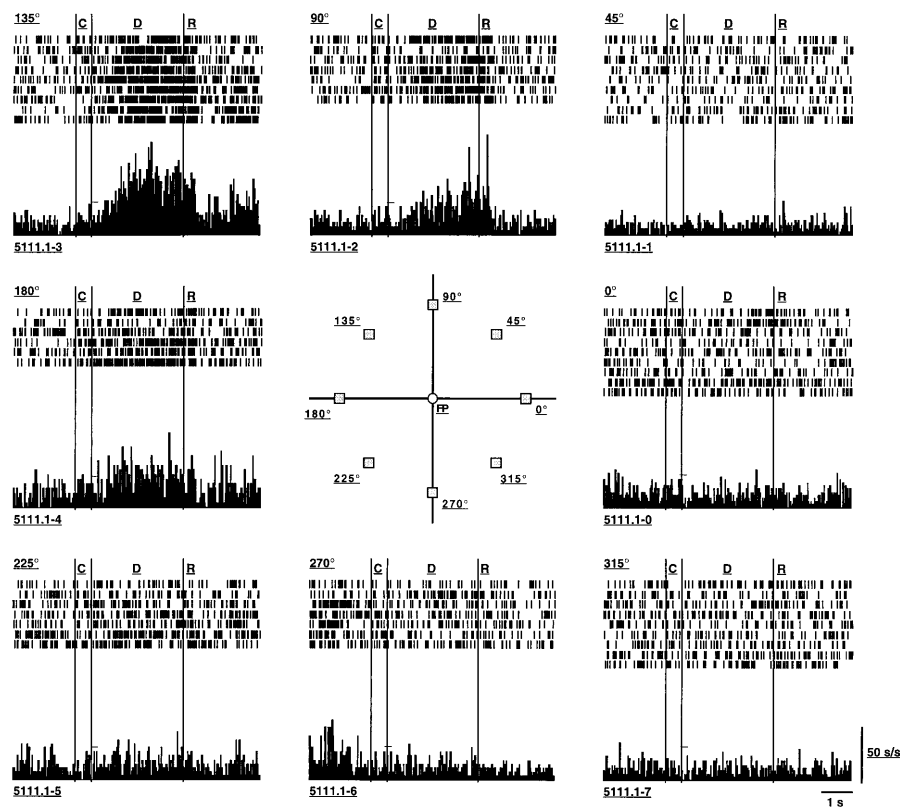 135°
C D R
5111.1-3
90°
C D R
5111.1-2
45°
C D R
5111.1-1
180°
C D R
5111.1-4
90°
135°
45°
180°
FP
0°
225°
315°
270°
0°
C D R
5111.1-0
225°
C D R
5111.1-5
270°
C D R
5111.1-6
315°
C D R
5111.1-7
50 s/s
1 s